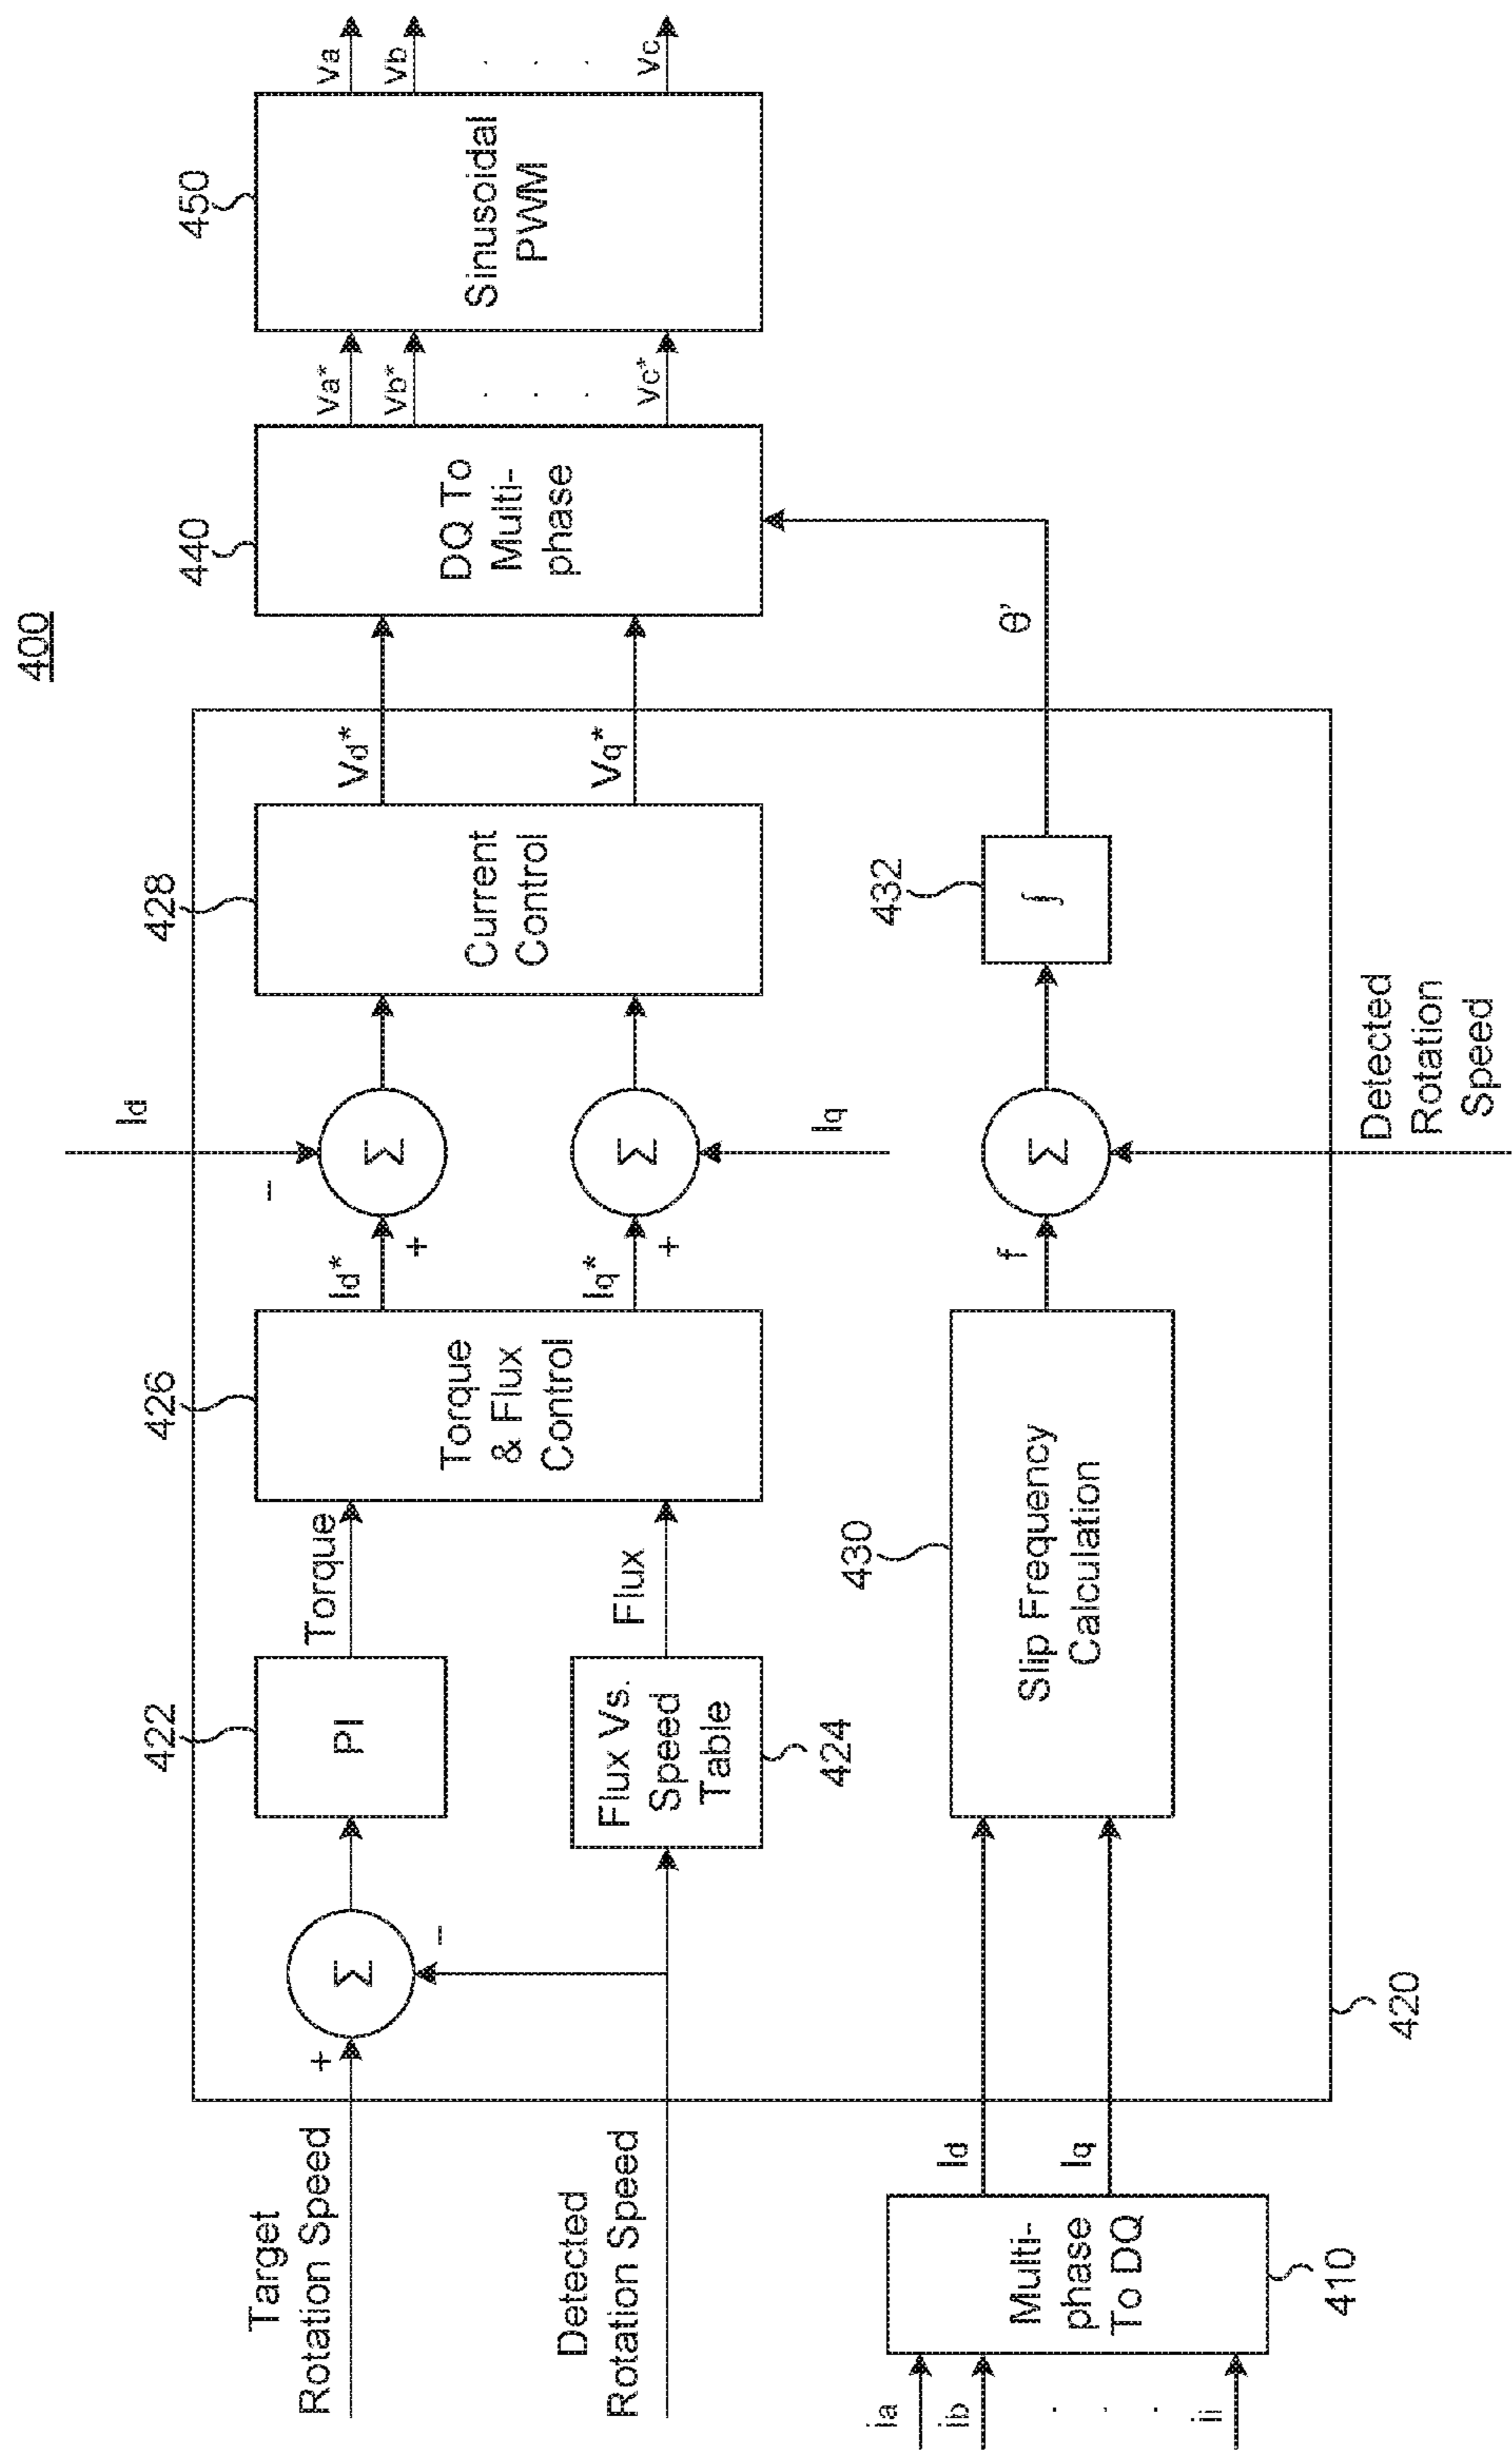 400
Target
Rotation Speed
+
Σ
-
422
PI
Torque
426
Torque
& Flux
Control
Id*
+
Id
-
Σ
428
Current
Control
Vd*
440
DQ To
Multi-
phase
Va*
Vb*
. . .
Vc*
450
Sinusoidal
PWM
Va
Vb
. . .
Vc
Detected
Rotation Speed
Flux Vs.
Speed
Table
424
Flux
Iq*
+
Σ
Iq
Vq*
ia
ib
. . .
ii
Multi-
phase
To DQ
410
Id
Iq
430
Slip Frequency
Calculation
f
Σ
432
∫
θ'
Detected
Rotation
Speed
420